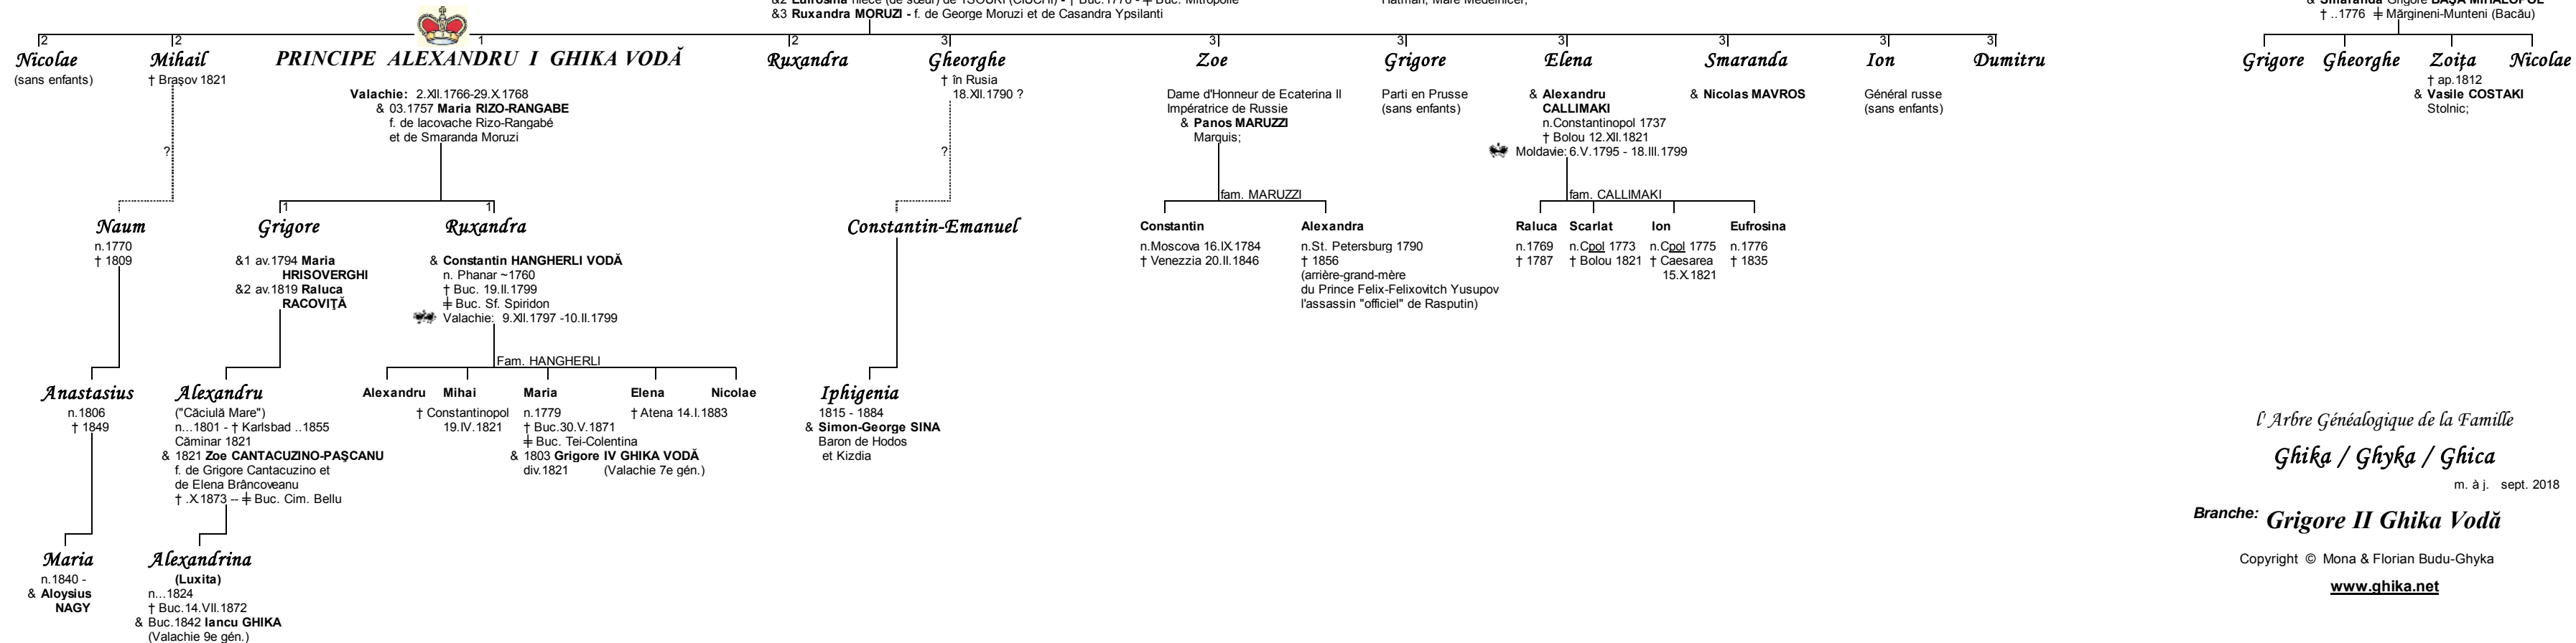 &2 Eufrosina nièce (de sœur) de TSOURI (CIUCHI) - † Buc.1776 - ╪ Buc. Mitropolie
&3 Ruxandra MORUZI - f. de George Moruzi et de Casandra Ypsilanti
Hatman, Mare Medelnicer;
& Smaranda Grigore BAŞA MIHALOPOL
† ..1776 ╪ Mărgineni-Munteni (Bacău)
2 2 1 2 3 3 3 3 3 3 3
Nicolae
(sans enfants)
Mihail
† Braşov 1821
?
PRINCIPE ALEXANDRU I GHIKA VODĂ
Valachie: 2.XII.1766-29.X.1768
& 03.1757 Maria RIZO-RANGABE
f. de Iacovache Rizo-Rangabé
et de Smaranda Moruzi
Ruxandra
Gheorghe
† în Rusia
18.XII.1790 ?
?
Zoe
Dame d'Honneur de Ecaterina II
Impératrice de Russie
& Panos MARUZZI
Marquis;
Grigore
Parti en Prusse
(sans enfants)
Elena
& Alexandru
CALLIMAKI
n.Constantinopol 1737
† Bolou 12.XII.1821
Moldavie: 6.V.1795 - 18.III.1799
Smaranda
& Nicolas MAVROS
Ion
Général russe
(sans enfants)
Dumitru
Grigore
Gheorghe
Zoiţa
† ap.1812
& Vasile COSTAKI
Stolnic;
Nicolae
Naum
n.1770
† 1809
1
Grigore
&1 av.1794 Maria
HRISOVERGHI
&2 av.1819 Raluca
RACOVIŢĂ
1
Ruxandra
& Constantin HANGHERLI VODĂ
n. Phanar ~1760
† Buc. 19.II.1799
╪ Buc. Sf. Spiridon
Valachie: 9.XII.1797 -10.II.1799
Constantin-Emanuel
fam. MARUZZI
Constantin
n.Moscova 16.IX.1784
† Venezzia 20.II.1846
Alexandra
n.St. Petersburg 1790
† 1856
(arrière-grand-mère
du Prince Felix-Felixovitch Yusupov
l'assassin "officiel" de Rasputin)
fam. CALLIMAKI
Raluca
n.1769
† 1787
Scarlat
n.Cpol 1773
† Bolou 1821
Ion
n.Cpol 1775
† Caesarea
15.X.1821
Eufrosina
n.1776
† 1835
Anastasius
n.1806
† 1849
Alexandru
("Căciulă Mare")
n...1801 - † Karlsbad ..1855
Căminar 1821
& 1821 Zoe CANTACUZINO-PAŞCANU
f. de Grigore Cantacuzino et
de Elena Brâncoveanu
† .X.1873 -- ╪ Buc. Cim. Bellu
Fam. HANGHERLI
Alexandru
Mihai
† Constantinopol
19.IV.1821
Maria
n.1779
† Buc.30.V.1871
╪ Buc. Tei-Colentina
& 1803 Grigore IV GHIKA VODĂ
div.1821 (Valachie 7e gén.)
Elena
† Atena 14.I.1883
Nicolae
Iphigenia
1815 - 1884
& Simon-George SINA
Baron de Hodos
et Kizdia
Maria
n.1840 -
& Aloysius
NAGY
Alexandrina
(Luxita)
n...1824
† Buc.14.VII.1872
& Buc.1842 Iancu GHIKA
(Valachie 9e gén.)
l' Arbre Généalogique de la Famille
Ghika / Ghyka / Ghica
m. à j. sept. 2018
Branche: Grigore II Ghika Vodă
Copyright © Mona & Florian Budu-Ghyka
www.ghika.net